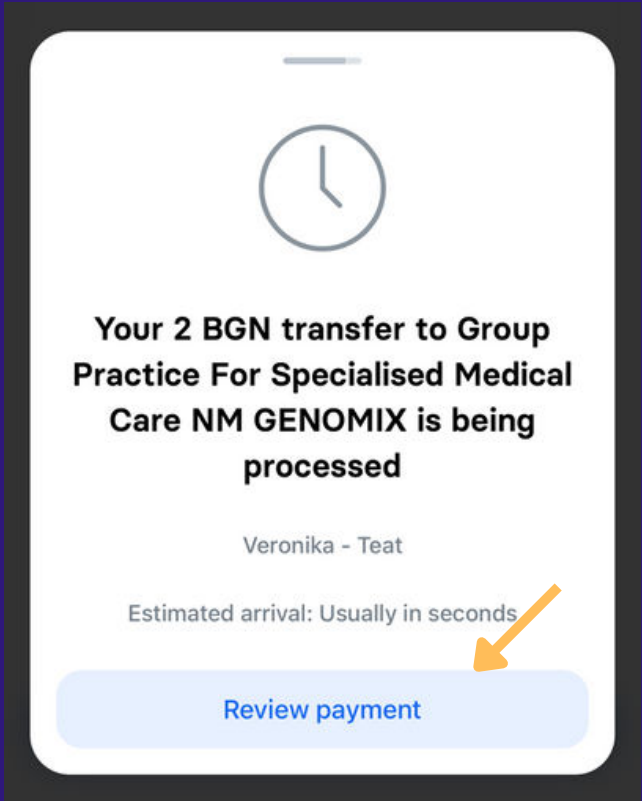 Your 2 BGN transfer to Group
Practice For Specialised Medical
Care NM GENOMIX is being
processed
Veronika - Teat
Estimated arrival: Usually in seconds
Review payment